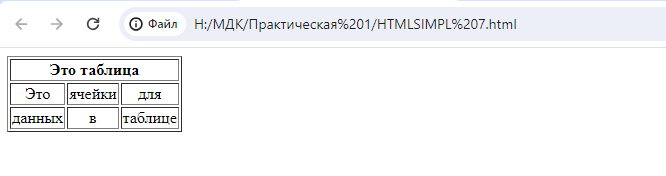 Файл H:/МДК/Практическая%201/HTMLSIMPL%207.html
Это таблица
Это ячейки для
данных в таблице